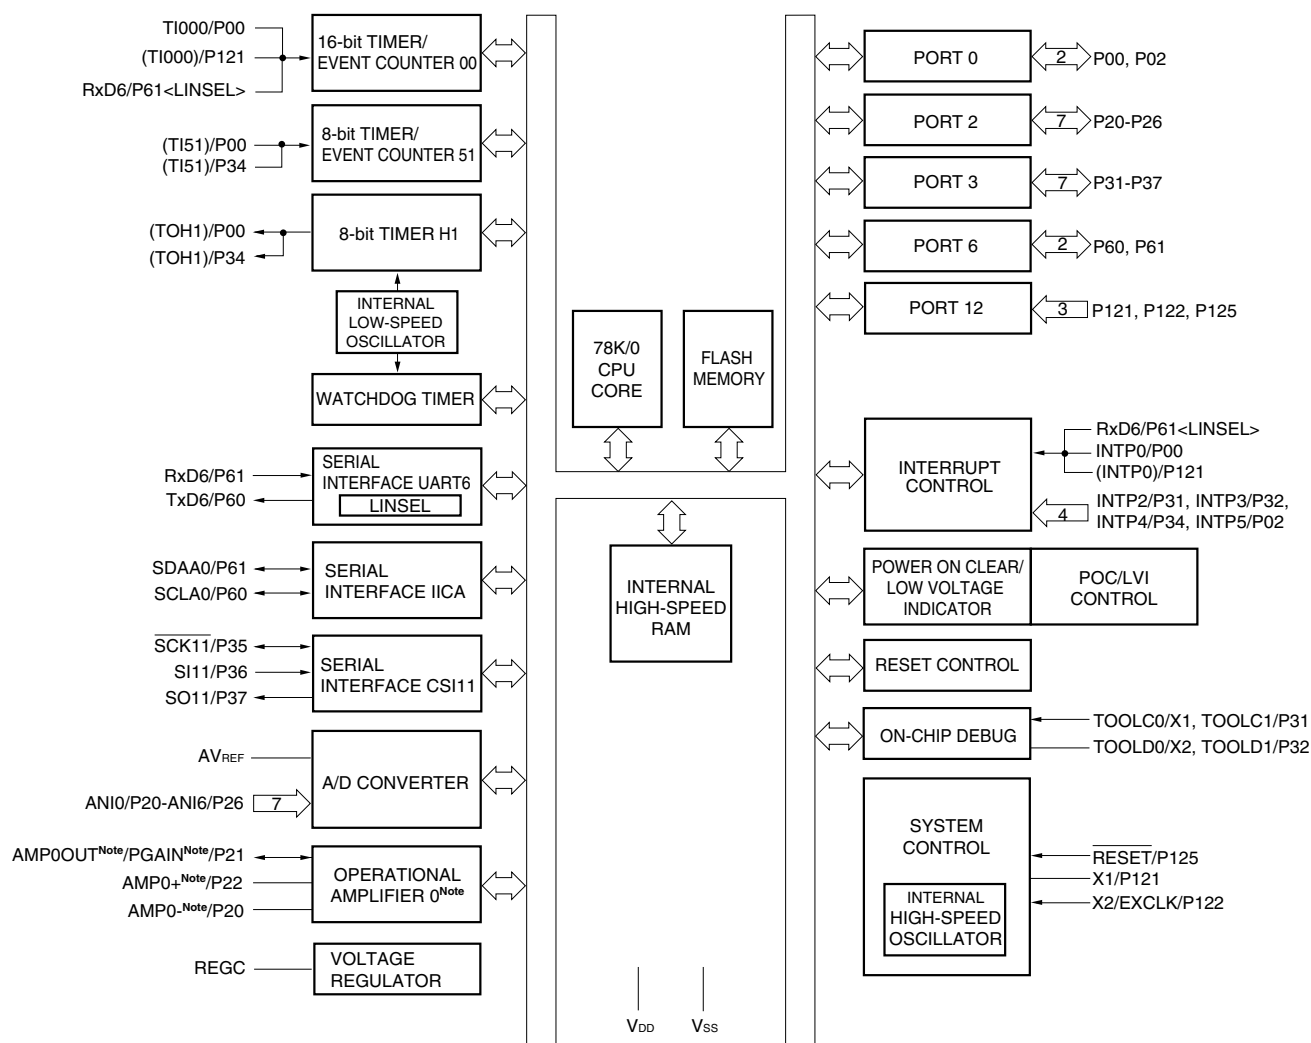 TI000/P00
(TI000)/P121
RxD6/P61<LINSEL>
16-bit TIMER/
EVENT COUNTER 00
(TI51)/P00
(TI51)/P34
8-bit TIMER/
EVENT COUNTER 51
(TOH1)/P00
(TOH1)/P34
8-bit TIMER H1
INTERNAL
LOW-SPEED
OSCILLATOR
WATCHDOG TIMER
RxD6/P61
TxD6/P60
SERIAL
INTERFACE UART6
LINSEL
SDAA0/P61
SCLA0/P60
SERIAL
INTERFACE IICA
SCK11/P35
SI11/P36
SO11/P37
SERIAL
INTERFACE CSI11
AVREF
ANI0/P20-ANI6/P26
7
A/D CONVERTER
AMP0OUTNote/PGAINNote/P21
AMP0+Note/P22
AMP0-Note/P20
OPERATIONAL
AMPLIFIER 0Note
REGC
VOLTAGE
REGULATOR
78K/0
CPU
CORE
FLASH
MEMORY
INTERNAL
HIGH-SPEED
RAM
VDD
VSS
PORT 0
2
P00, P02
PORT 2
7
P20-P26
PORT 3
7
P31-P37
PORT 6
2
P60, P61
PORT 12
3
P121, P122, P125
INTERRUPT
CONTROL
RxD6/P61<LINSEL>
INTP0/P00
(INTP0)/P121
4
INTP2/P31, INTP3/P32,
INTP4/P34, INTP5/P02
POWER ON CLEAR/
LOW VOLTAGE
INDICATOR
POC/LVI
CONTROL
RESET CONTROL
ON-CHIP DEBUG
TOOLC0/X1, TOOLC1/P31
TOOLD0/X2, TOOLD1/P32
SYSTEM
CONTROL
INTERNAL
HIGH-SPEED
OSCILLATOR
RESET/P125
X1/P121
X2/EXCLK/P122